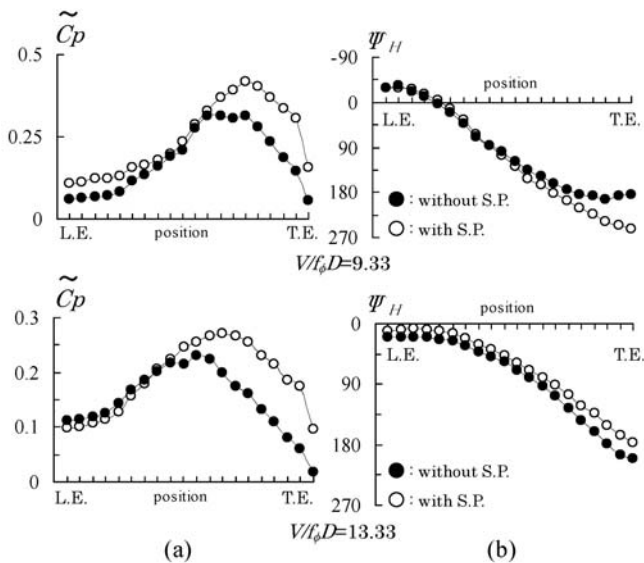 C̃p
0.5
0.25
0
L.E.
position
T.E.
Ψ_H
-90
0
90
180
270
position
L.E.
T.E.
● : without S.P.
○ : with S.P.
V/f_ϕD=9.33
C̃p
0.3
0.2
0.1
0
L.E.
position
T.E.
Ψ_H
0
90
180
270
position
L.E.
T.E.
● : without S.P.
○ : with S.P.
V/f_ϕD=13.33
(a)
(b)